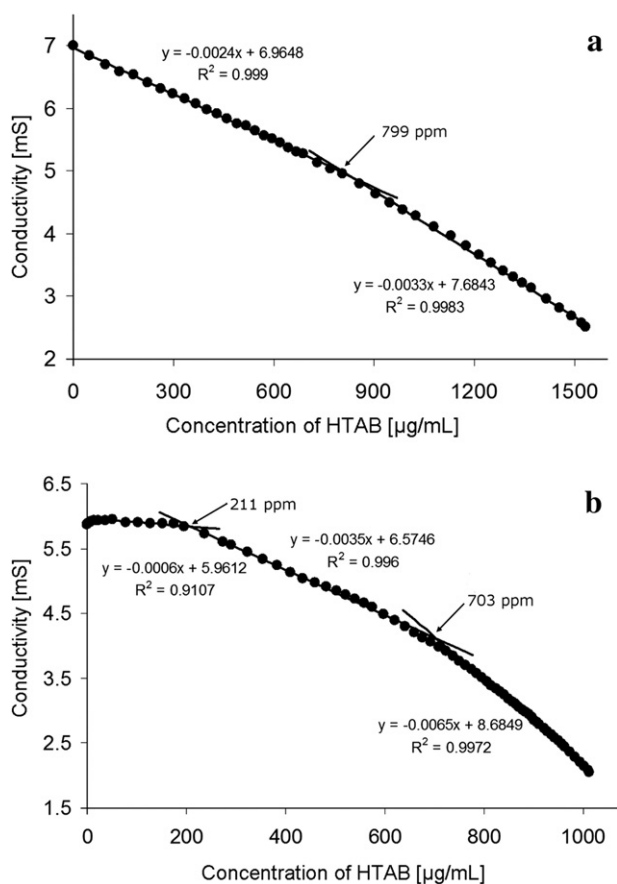 a
7
y = -0.0024x + 6.9648
R² = 0.999
6
799 ppm
5
Conductivity [mS]
4
y = -0.0033x + 7.6843
R² = 0.9983
3
2
0 300 600 900 1200 1500
Concentration of HTAB [µg/mL]
b
6.5
211 ppm
5.5
y = -0.0035x + 6.5746
R² = 0.996
y = -0.0006x + 5.9612
R² = 0.9107
4.5
703 ppm
Conductivity [mS]
3.5
y = -0.0065x + 8.6849
R² = 0.9972
2.5
1.5
0 200 400 600 800 1000
Concentration of HTAB [µg/mL]